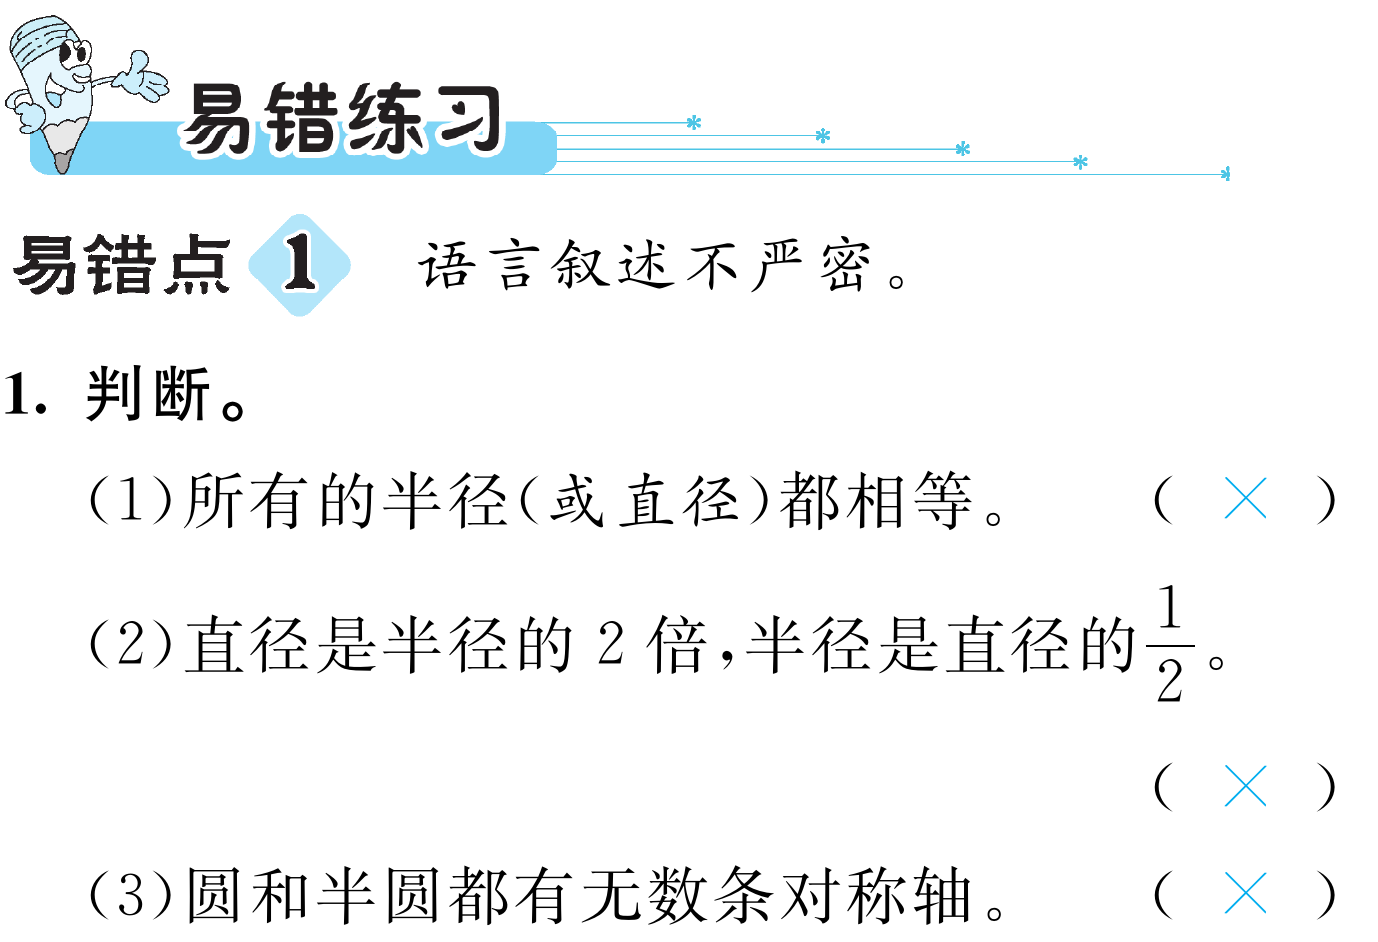 易错练习
易错点 1 语言叙述不严密。
1. 判断。
(1)所有的半径(或直径)都相等。 ( × )
(2)直径是半径的 2 倍,半径是直径的1/2。
( × )
(3)圆和半圆都有无数条对称轴。 ( × )